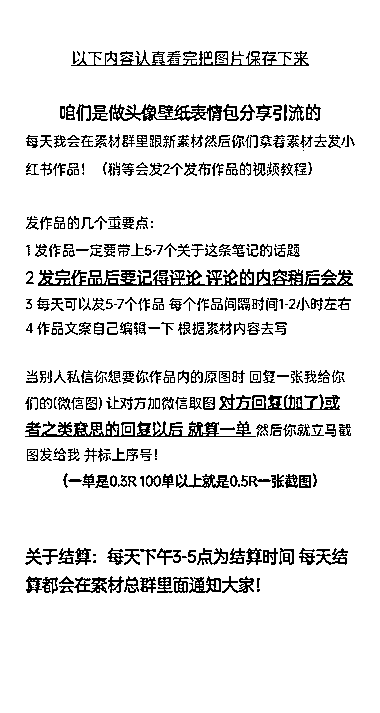 以下内容认真看完把图片保存下来
咱们是做头像壁纸表情包分享引流的
每天我会在素材群里跟新素材然后你们拿着素材去发小
红书作品！（稍等会发2个发布作品的视频教程）
发作品的几个重要点：
1 发作品一定要带上5-7个关于这条笔记的话题
2 发完作品后要记得评论 评论的内容稍后会发
3 每天可以发5-7个作品 每个作品间隔时间1-2小时左右
4 作品文案自己编辑一下 根据素材内容去写
当别人私信你想要你作品内的原图时 回复一张我给你
们的(微信图) 让对方加微信取图 对方回复(加了)或
者之类意思的回复以后 就算一单 然后你就立马截
图发给我 并标上序号！
（一单是0.3R 100单以上就是0.5R一张截图）
关于结算：每天下午3-5点为结算时间 每天结
算都会在素材总群里面通知大家！